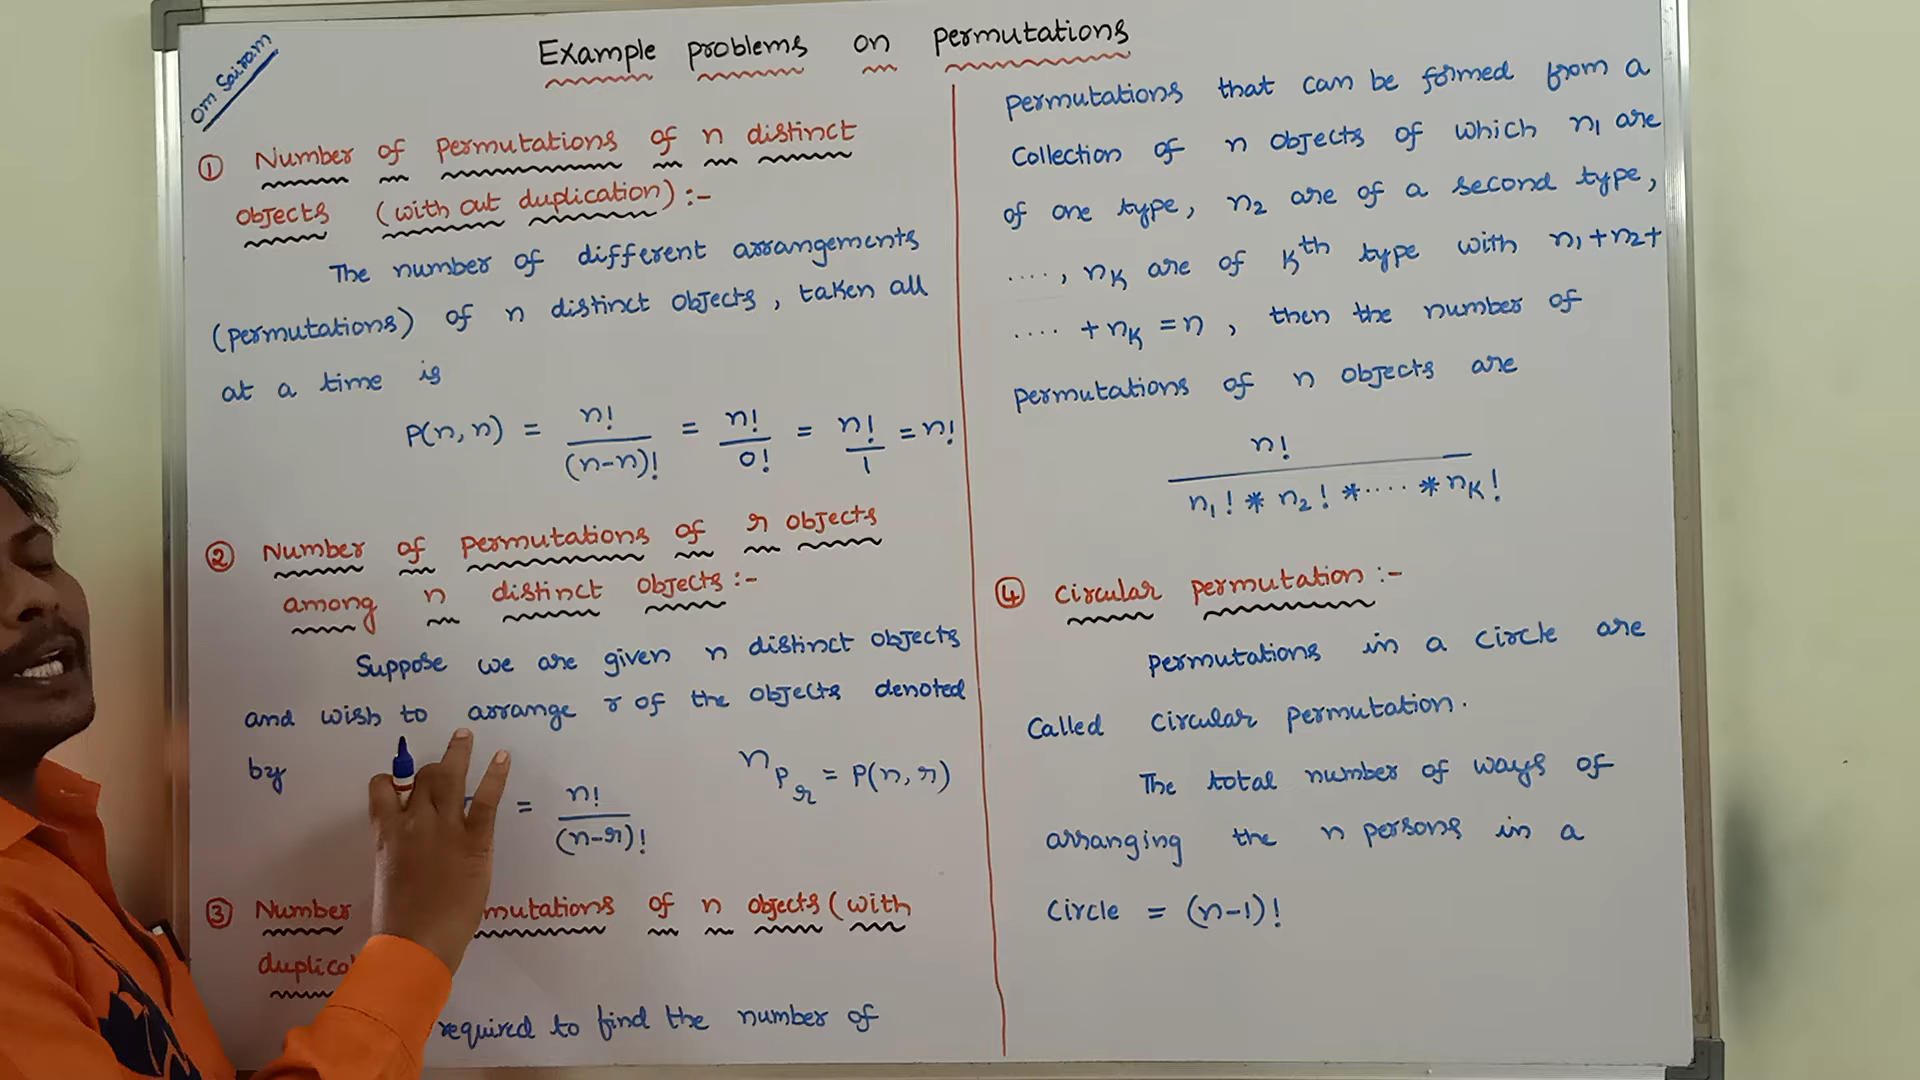 om Sairam
Example problems on permutations
① Number of permutations of n distinct
objects (with out duplication) :-
The number of different arrangements
(permutations) of n distinct objects, taken all
at a time is
P(n, n) = n!/(n-n)! = n!/0! = n!/1 = n!
② Number of permutations of r objects
among n distinct objects :-
Suppose we are given n distinct objects
and wish to arrange r of the objects denoted
by
nPr = P(n, r)
= n!/(n-r)!
③ Number mutations of n objects (with
duplica
required to find the number of
permutations that can be formed from a
collection of n objects of which n₁ are
of one type, n₂ are of a second type,
...., nₖ are of kᵗʰ type with n₁+n₂+
.... + nₖ = n, then the number of
permutations of n objects are
n!/(n₁! * n₂! * .... * nₖ!)
④ Circular permutation :-
permutations in a circle are
called circular permutation.
The total number of ways of
arranging the n persons in a
circle = (n-1)!